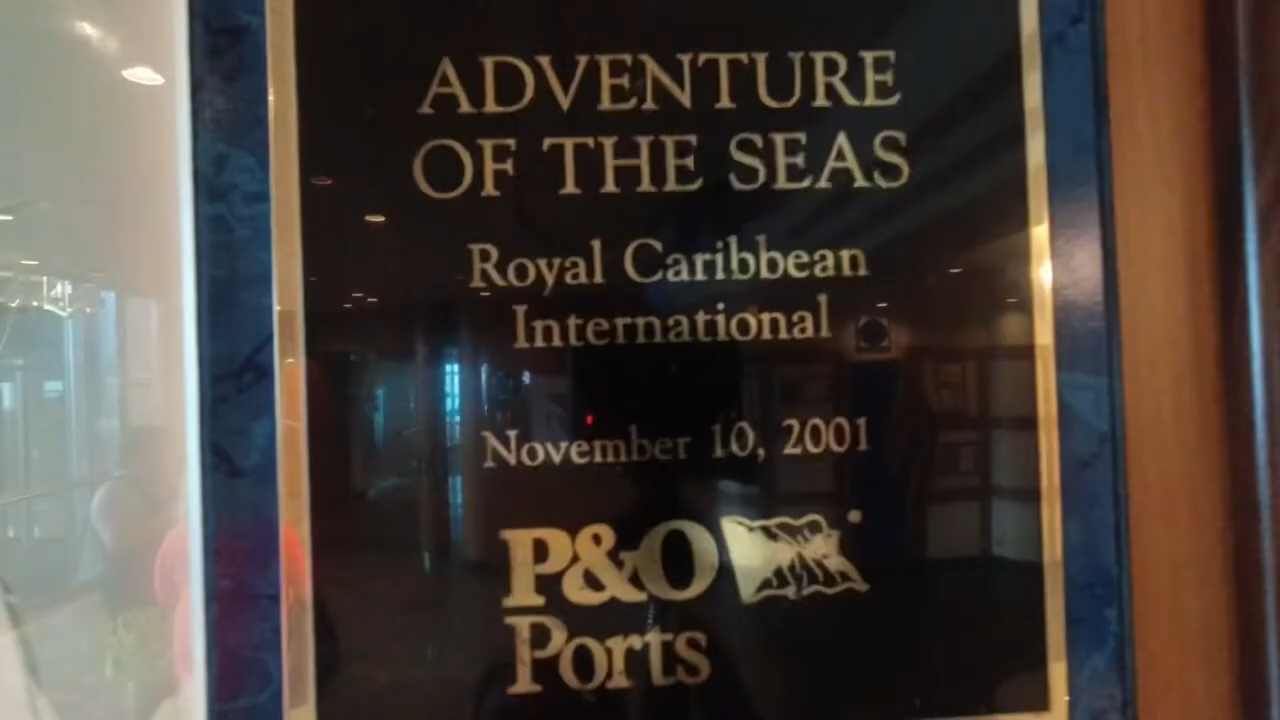 ADVENTURE
OF THE SEAS
Royal Caribbean
International
November 10, 2001
P&O
Ports